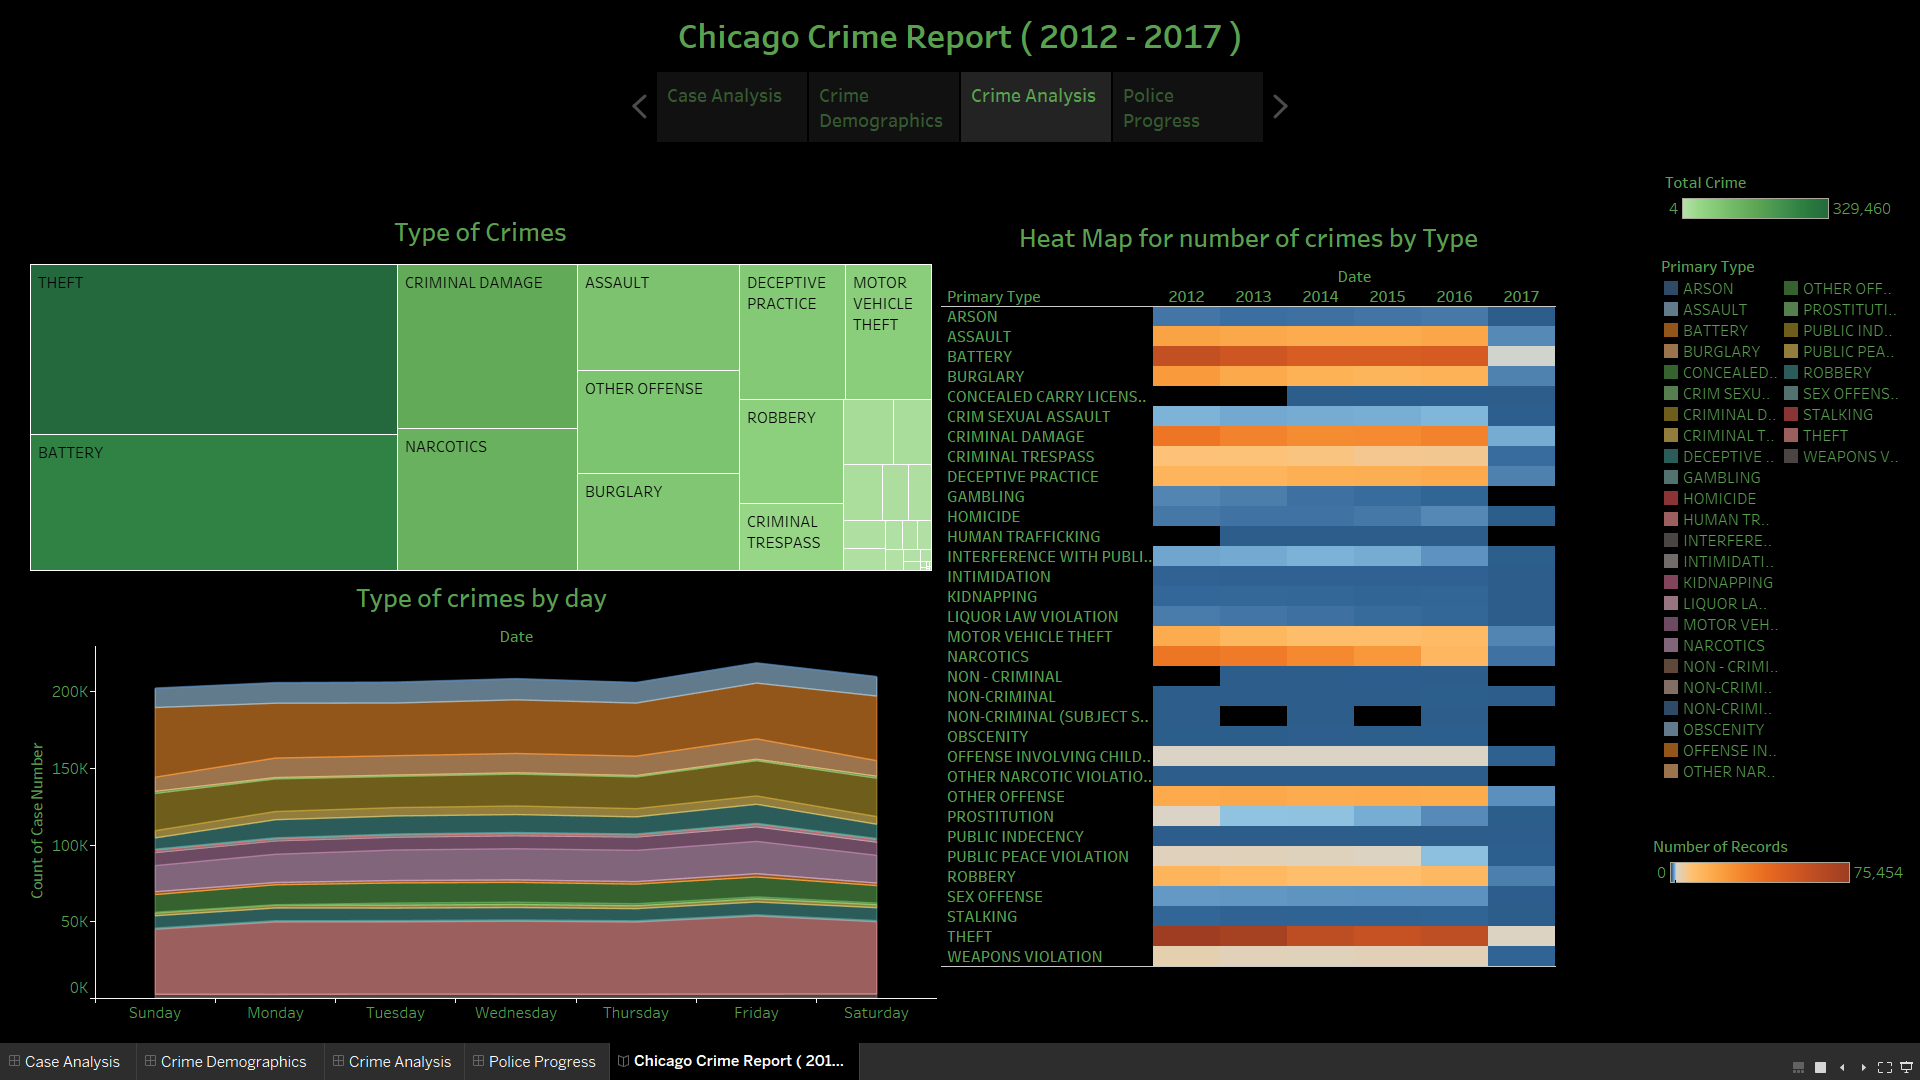 Chicago Crime Report ( 2012 - 2017 )
Case Analysis
Crime
Demographics
Crime Analysis
Police
Progress
Type of Crimes
THEFT
BATTERY
CRIMINAL DAMAGE
NARCOTICS
ASSAULT
OTHER OFFENSE
BURGLARY
DECEPTIVE
PRACTICE
MOTOR
VEHICLE
THEFT
ROBBERY
CRIMINAL
TRESPASS
Type of crimes by day
Date
Count of Case Number
200K
150K
100K
50K
0K
Sunday Monday Tuesday Wednesday Thursday Friday Saturday
Heat Map for number of crimes by Type
Date
Primary Type 2012 2013 2014 2015 2016 2017
ARSON
ASSAULT
BATTERY
BURGLARY
CONCEALED CARRY LICENS..
CRIM SEXUAL ASSAULT
CRIMINAL DAMAGE
CRIMINAL TRESPASS
DECEPTIVE PRACTICE
GAMBLING
HOMICIDE
HUMAN TRAFFICKING
INTERFERENCE WITH PUBLI..
INTIMIDATION
KIDNAPPING
LIQUOR LAW VIOLATION
MOTOR VEHICLE THEFT
NARCOTICS
NON - CRIMINAL
NON-CRIMINAL
NON-CRIMINAL (SUBJECT S..
OBSCENITY
OFFENSE INVOLVING CHILD..
OTHER NARCOTIC VIOLATIO..
OTHER OFFENSE
PROSTITUTION
PUBLIC INDECENCY
PUBLIC PEACE VIOLATION
ROBBERY
SEX OFFENSE
STALKING
THEFT
WEAPONS VIOLATION
Total Crime
4 329,460
Primary Type
ARSON
ASSAULT
BATTERY
BURGLARY
CONCEALED..
CRIM SEXU..
CRIMINAL D..
CRIMINAL T..
DECEPTIVE ..
GAMBLING
HOMICIDE
HUMAN TR..
INTERFERE..
INTIMIDATI..
KIDNAPPING
LIQUOR LA..
MOTOR VEH..
NARCOTICS
NON - CRIMI..
NON-CRIMI..
NON-CRIMI..
OBSCENITY
OFFENSE IN..
OTHER NAR..
OTHER OFF..
PROSTITUTI..
PUBLIC IND..
PUBLIC PEA..
ROBBERY
SEX OFFENS..
STALKING
THEFT
WEAPONS V..
Number of Records
0 75,454
Case Analysis
Crime Demographics
Crime Analysis
Police Progress
Chicago Crime Report ( 201...